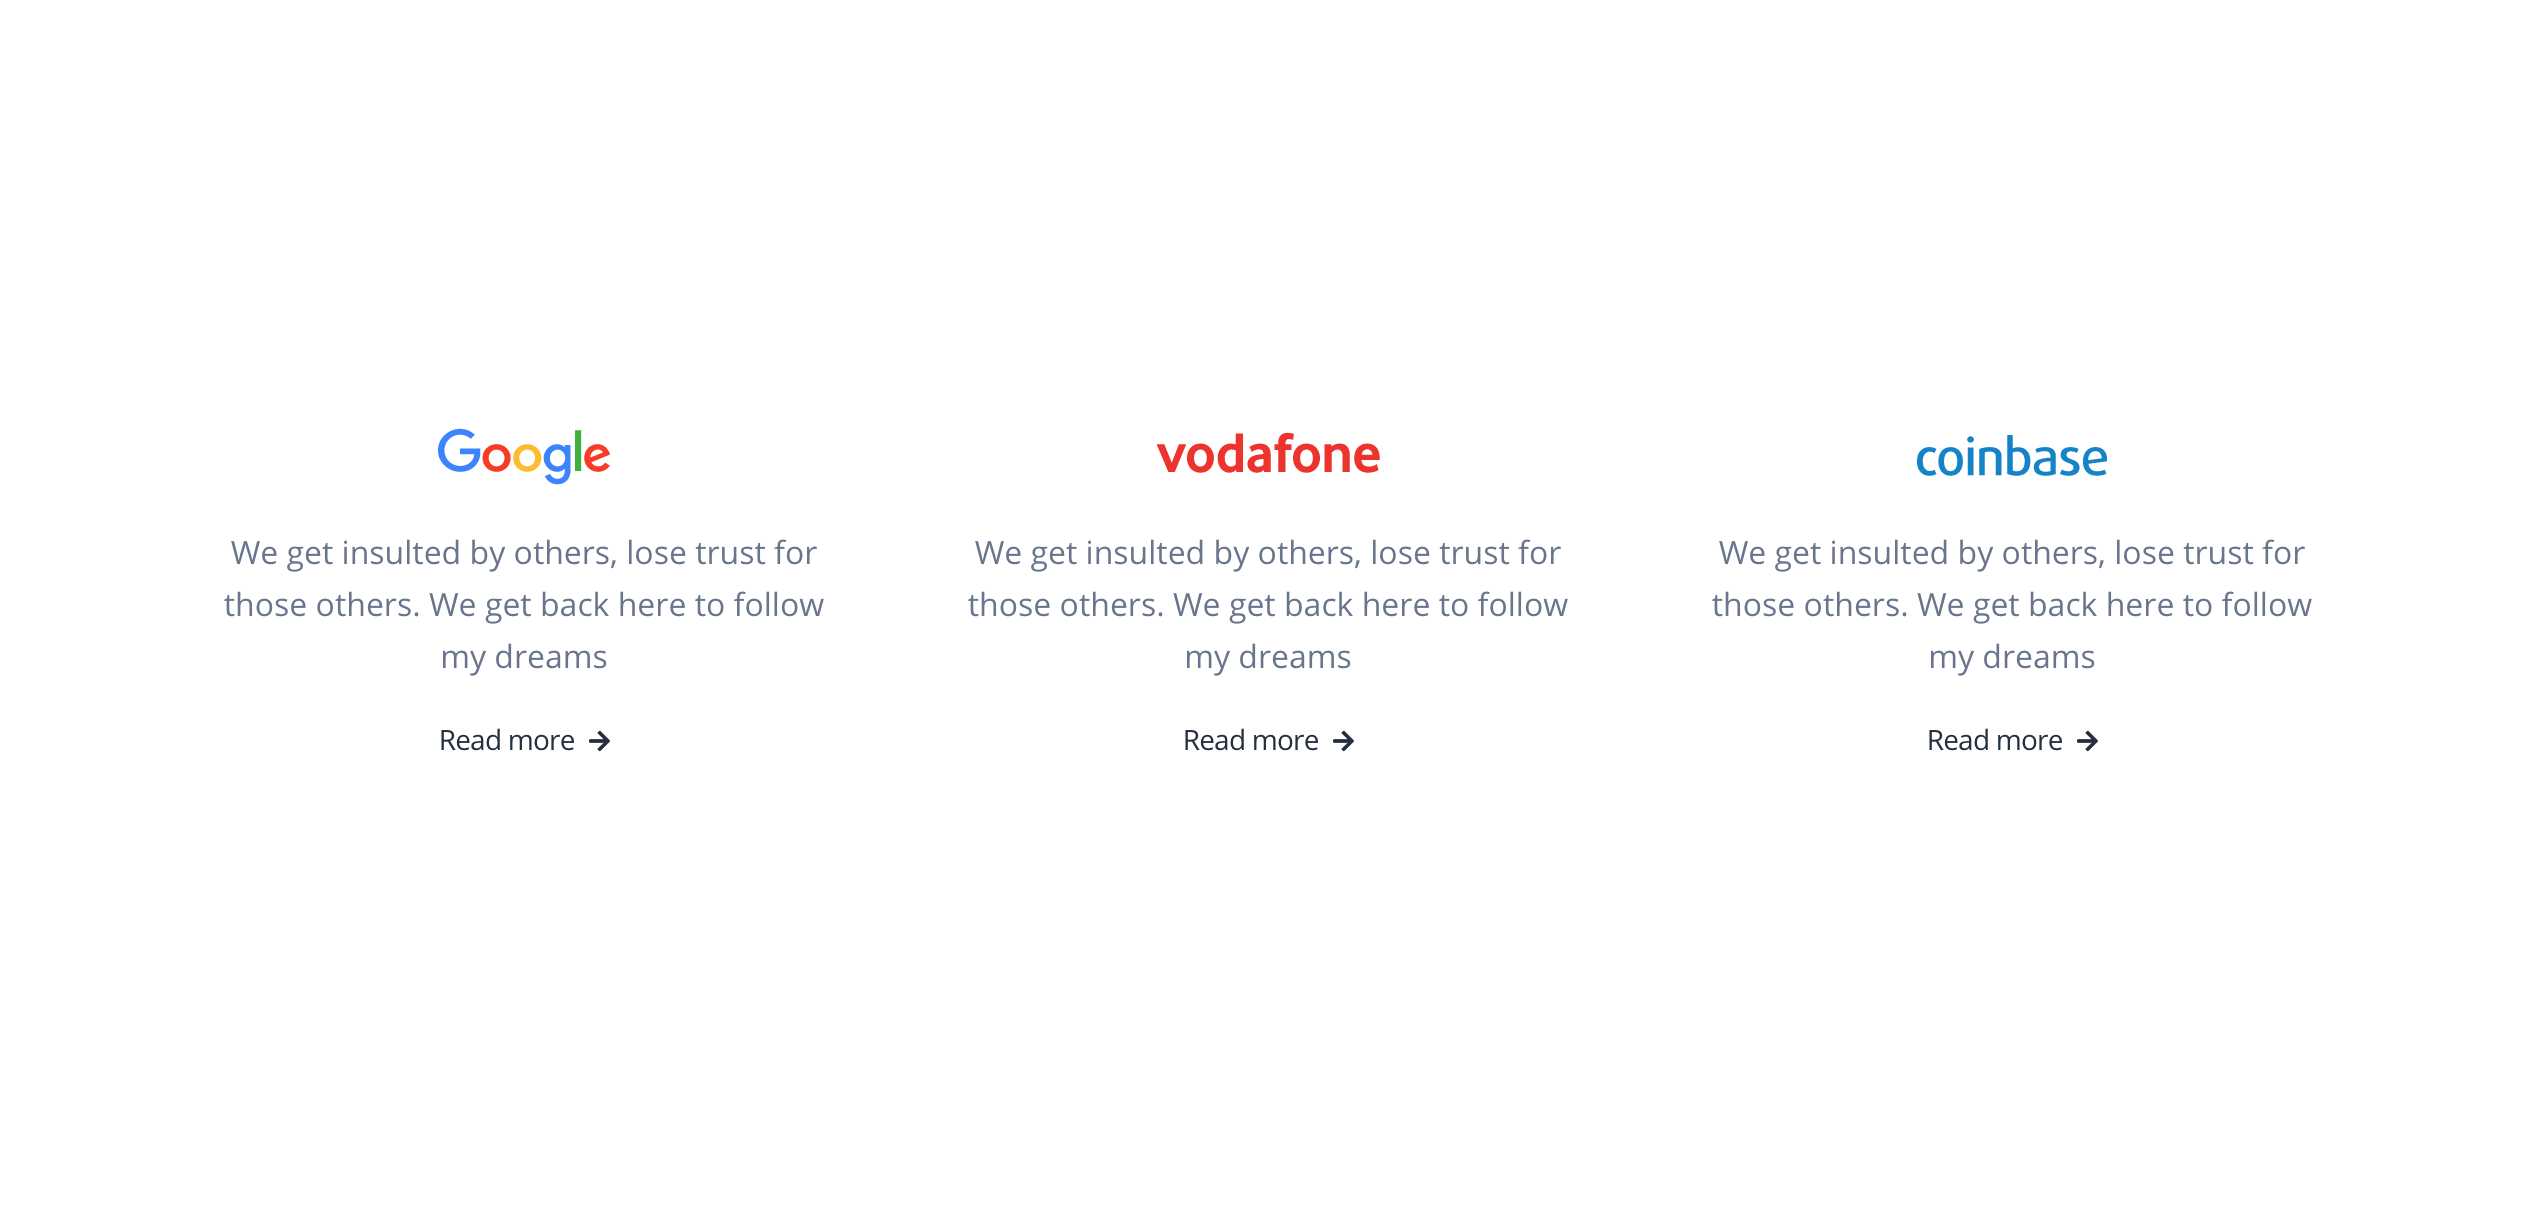 Google
We get insulted by others, lose trust for
those others. We get back here to follow
my dreams
Read more
vodafone
We get insulted by others, lose trust for
those others. We get back here to follow
my dreams
Read more
coinbase
We get insulted by others, lose trust for
those others. We get back here to follow
my dreams
Read more